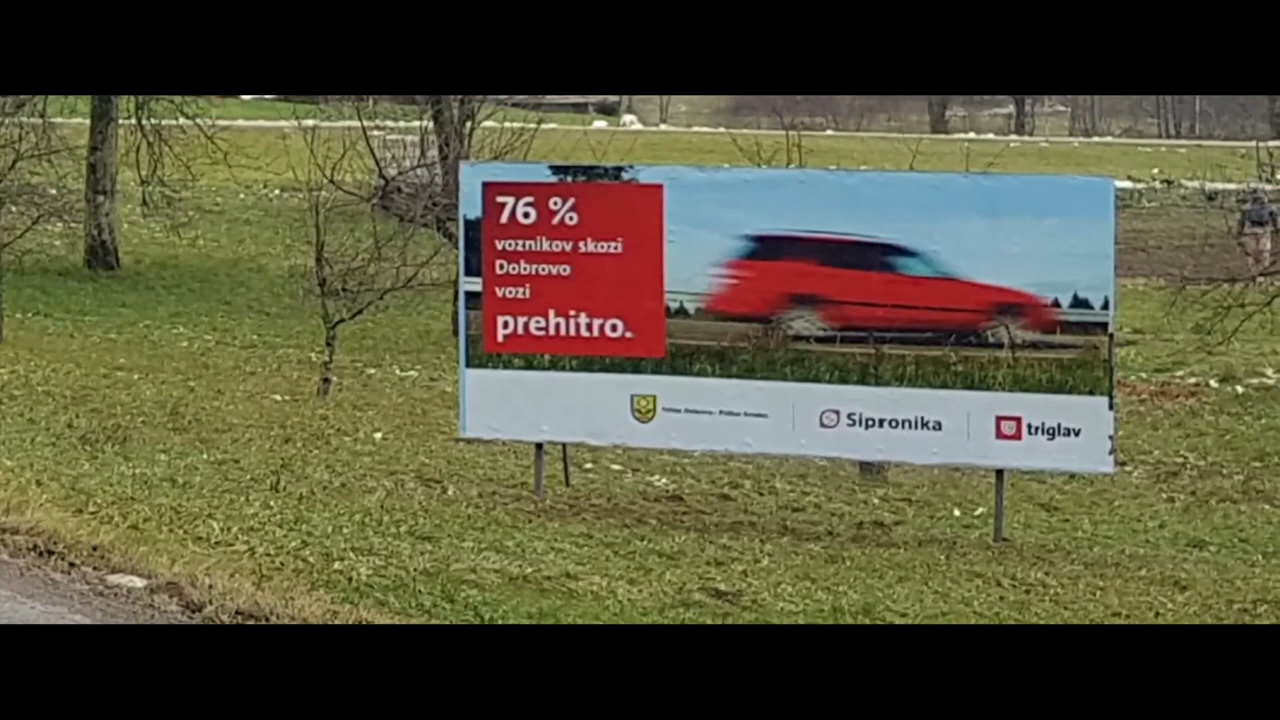 76 %
voznikov skozi
Dobrovo
vozi
prehitro.
Sipronika
triglav